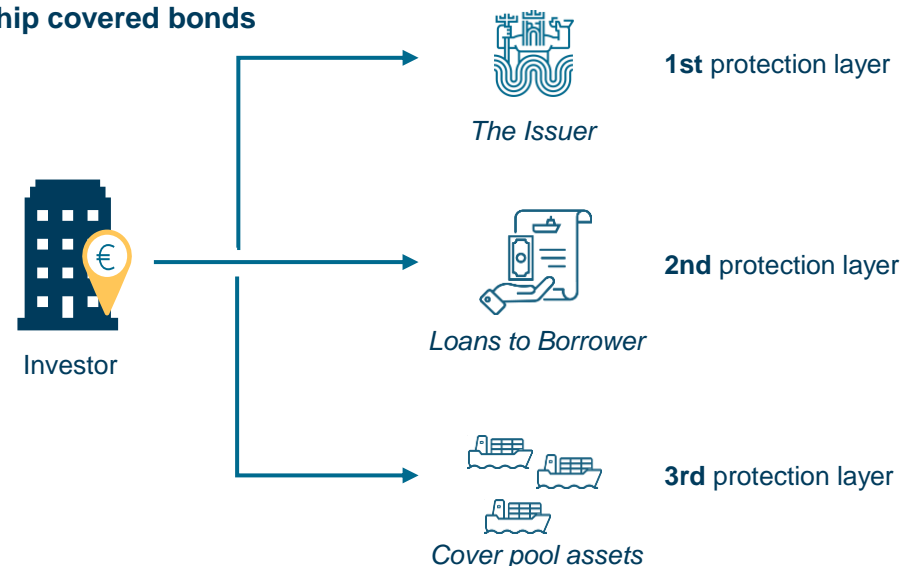 hip covered bonds
1st protection layer
The Issuer
€
2nd protection layer
Loans to Borrower
Investor
3rd protection layer
Cover pool assets